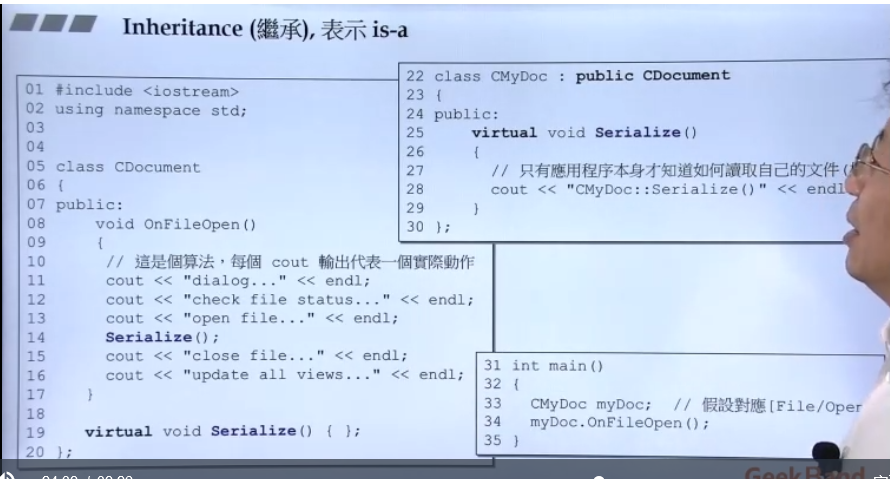 Inheritance (繼承), 表示 is-a
01 #include <iostream>
02 using namespace std;
03
04
05 class CDocument
06 {
07 public:
08 void OnFileOpen()
09 {
10 // 這是個算法，每個 cout 輸出代表一個實際動作
11 cout << "dialog..." << endl;
12 cout << "check file status..." << endl;
13 cout << "open file..." << endl;
14 Serialize();
15 cout << "close file..." << endl;
16 cout << "update all views..." << endl;
17 }
18
19 virtual void Serialize() { };
20 };
22 class CMyDoc : public CDocument
23 {
24 public:
25 virtual void Serialize()
26 {
27 // 只有應用程序本身才知道如何讀取自己的文件(
28 cout << "CMyDoc::Serialize()" << endl
29 }
30 };
31 int main()
32 {
33 CMyDoc myDoc; // 假設對應[File/Open
34 myDoc.OnFileOpen();
35 }
GeekBand